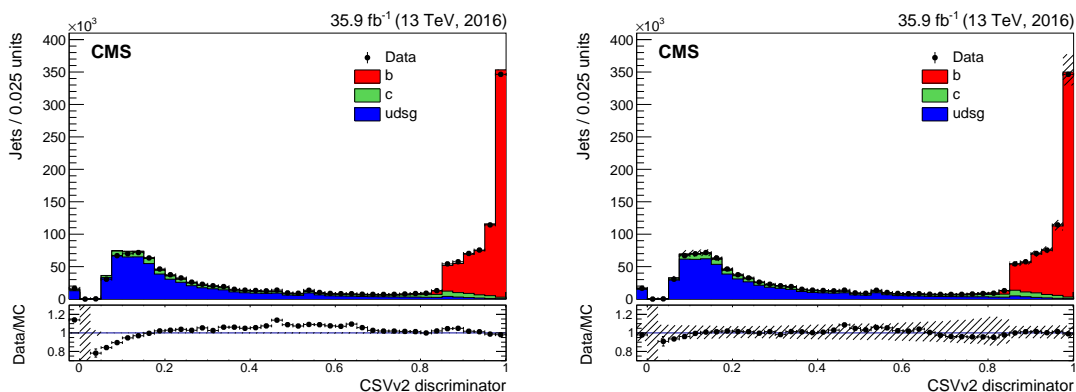 35.9 fb⁻¹ (13 TeV, 2016)
×10³
CMS
Data
b
c
udsg
Jets / 0.025 units
400
350
300
250
200
150
100
50
0
Data/MC
1.2
1
0.8
0 0.2 0.4 0.6 0.8 1
CSVv2 discriminator
35.9 fb⁻¹ (13 TeV, 2016)
×10³
CMS
Data
b
c
udsg
Jets / 0.025 units
400
350
300
250
200
150
100
50
0
Data/MC
1.2
1
0.8
0 0.2 0.4 0.6 0.8 1
CSVv2 discriminator